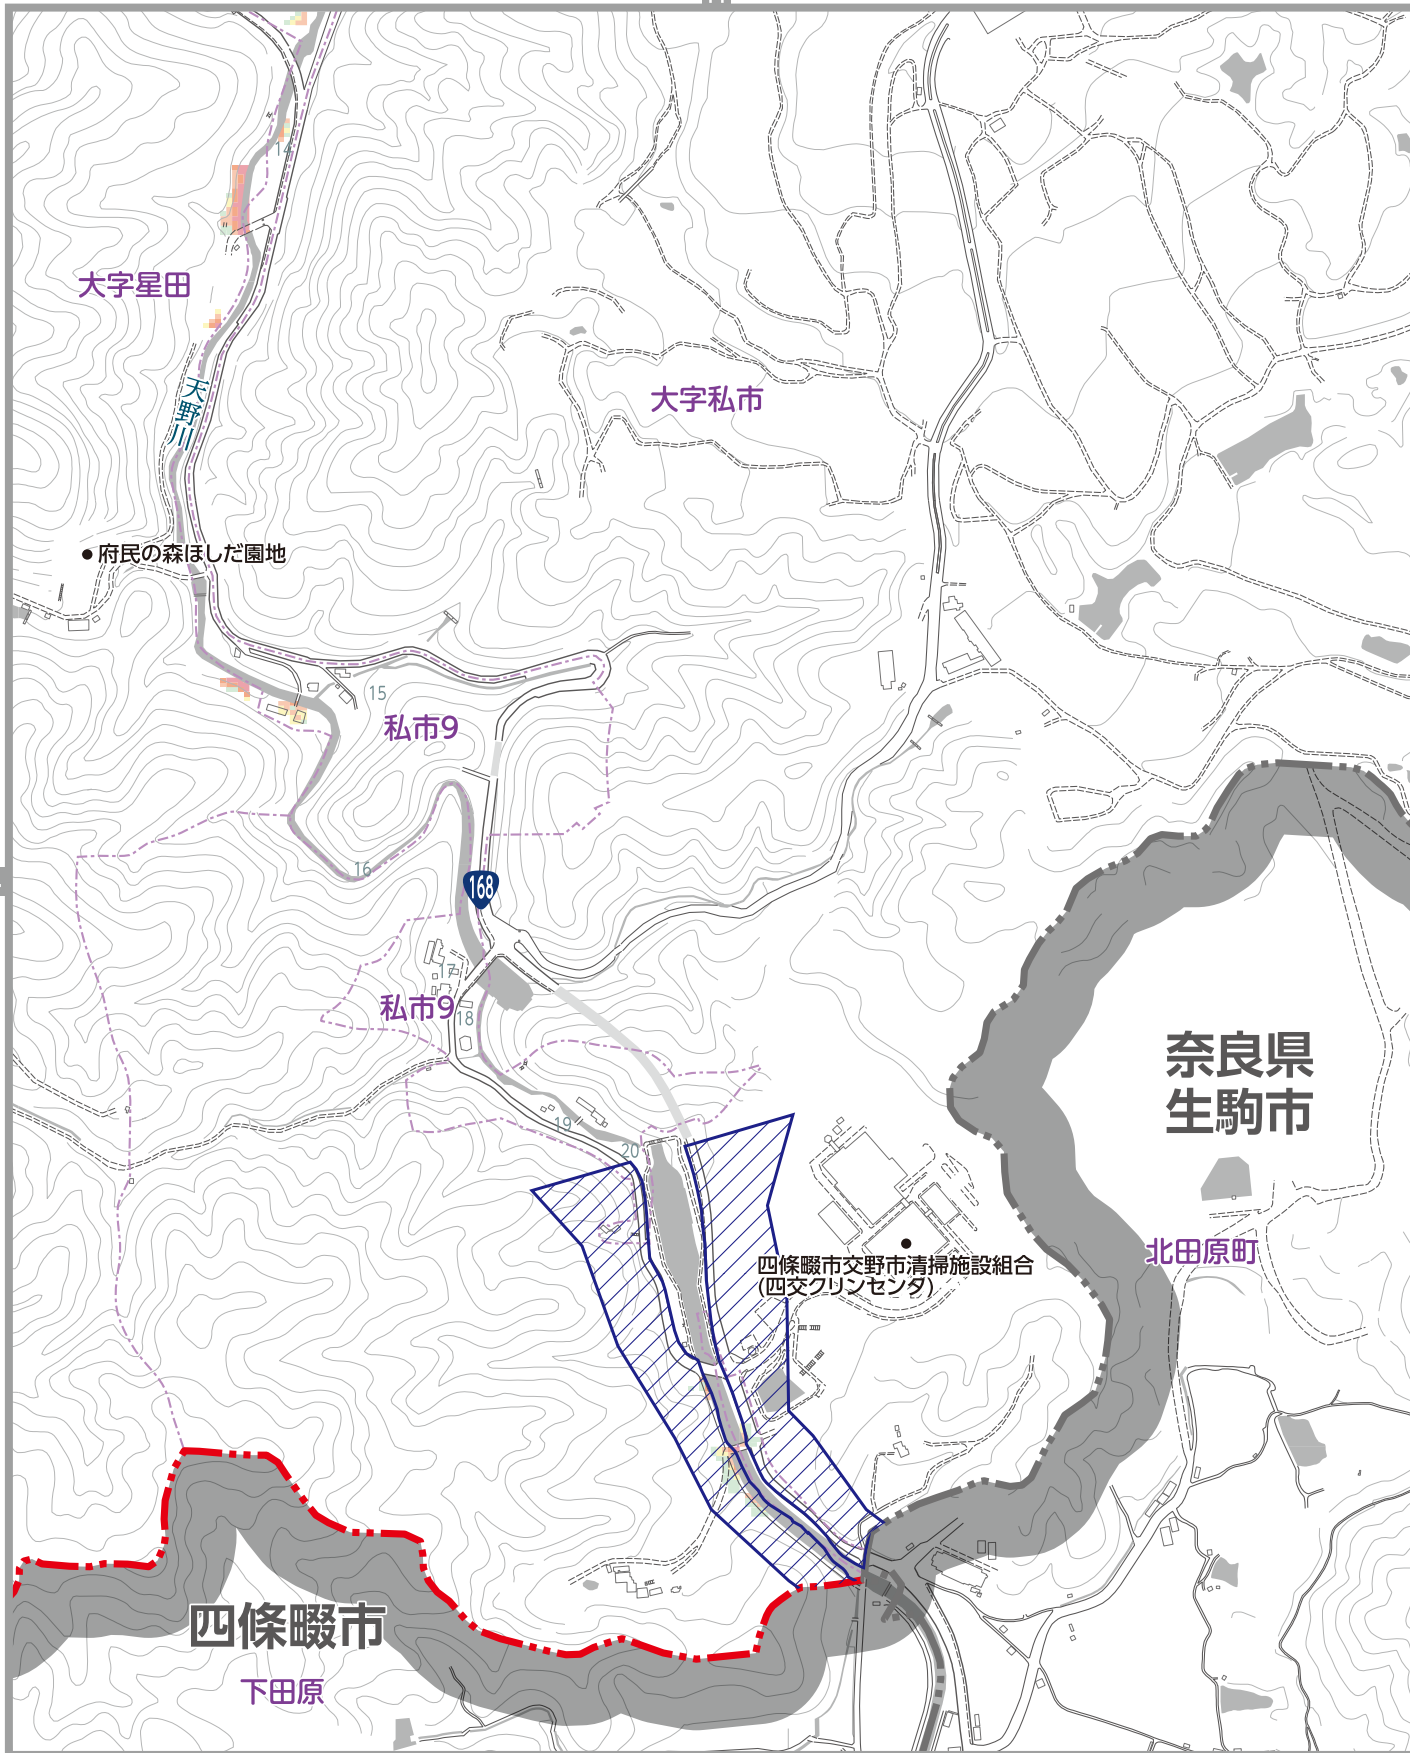 14
大字星田
天野川
大字私市
府民の森ほしだ園地
15
私市9
16
168
17
私市9
18
19
20
奈良県
生駒市
北田原町
四條畷市交野市清掃施設組合
(四交クリンセンタ)
四條畷市
下田原